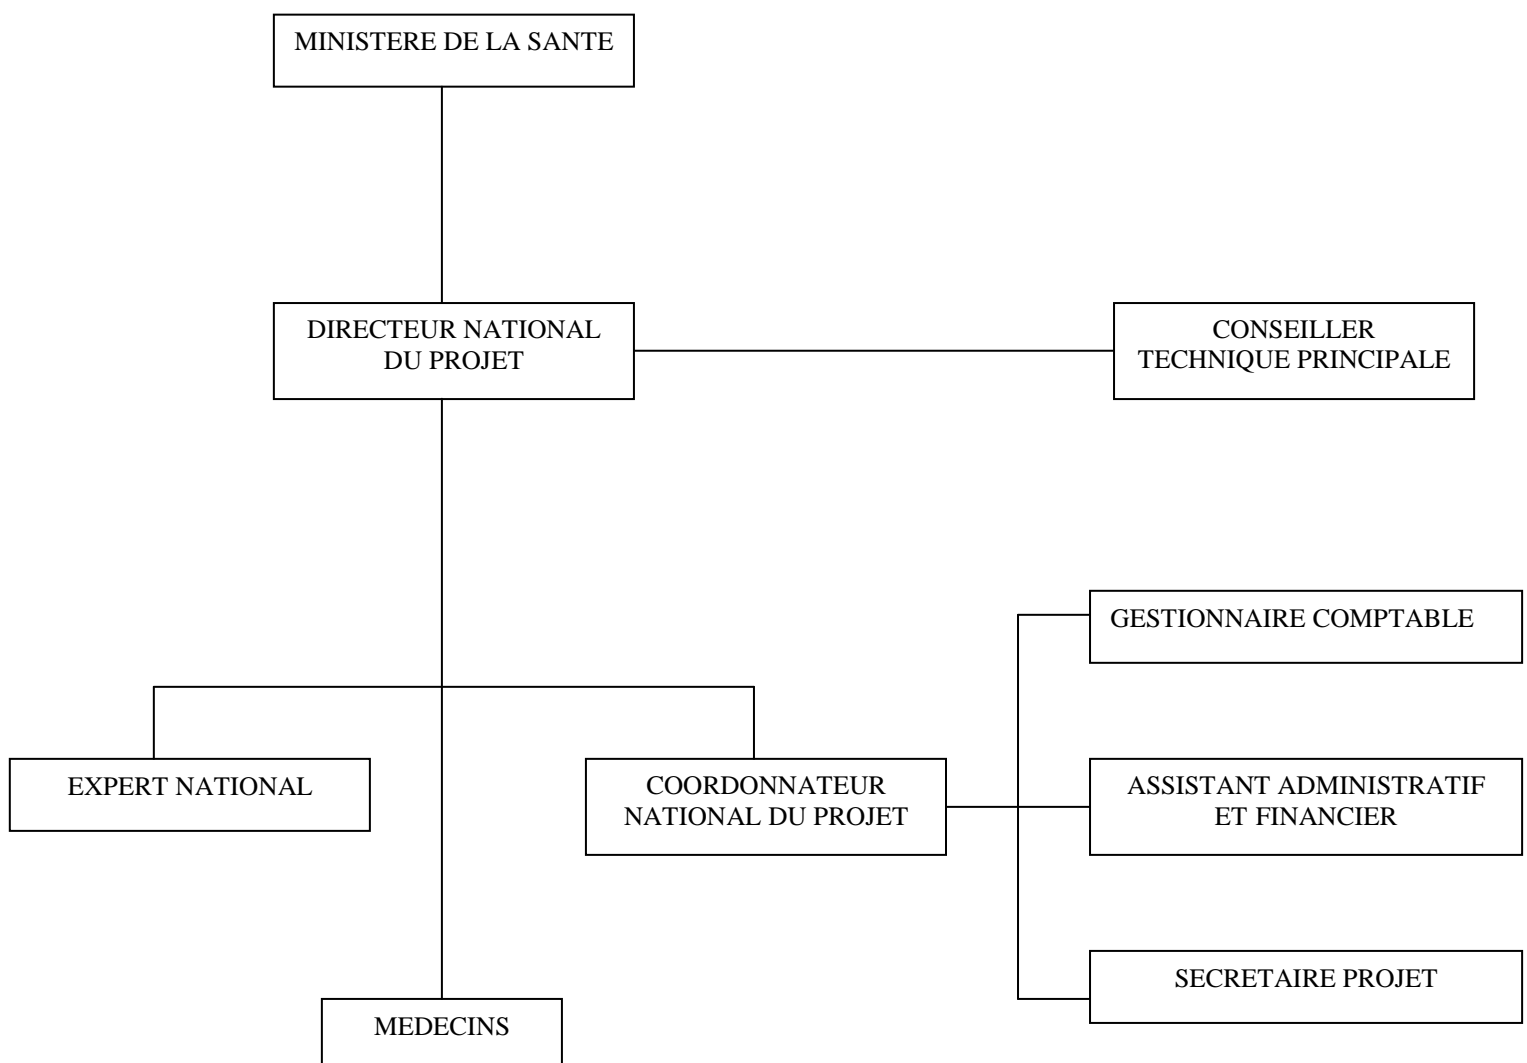 MINISTERE DE LA SANTE
DIRECTEUR NATIONAL
DU PROJET
CONSEILLER
TECHNIQUE PRINCIPALE
GESTIONNAIRE COMPTABLE
EXPERT NATIONAL
COORDONNATEUR
NATIONAL DU PROJET
ASSISTANT ADMINISTRATIF
ET FINANCIER
SECRETAIRE PROJET
MEDECINS